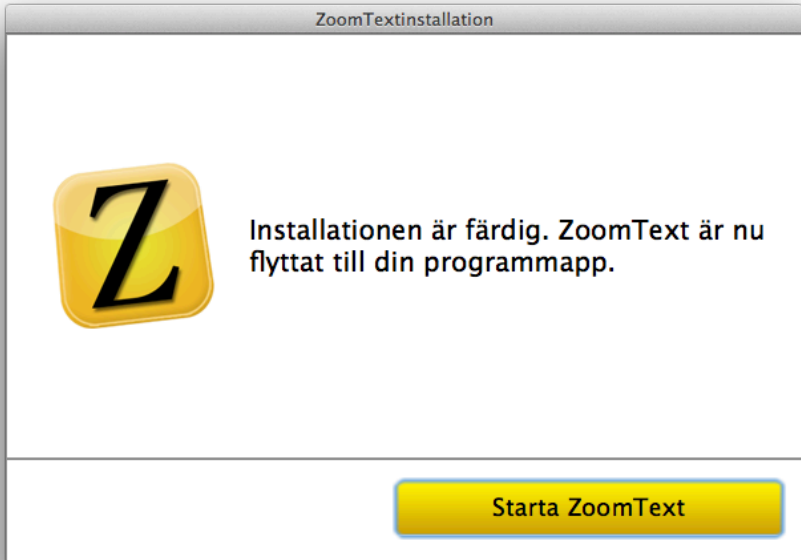 ZoomTextinstallation
Z
Installationen är färdig. ZoomText är nu
flyttat till din programmapp.
Starta ZoomText